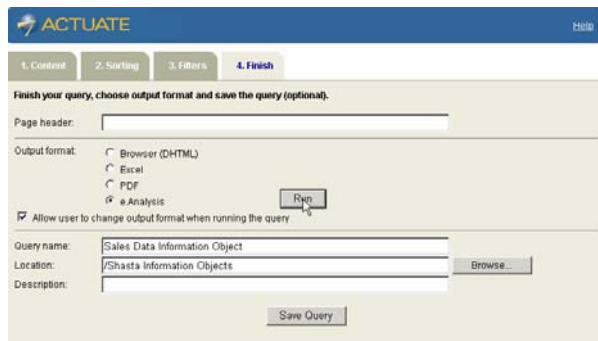 ACTUATE
Help
1. Content 2. Sorting 3. Filters 4. Finish
Finish your query, choose output format and save the query (optional).
Page header:
Output format: Browser (DHTML)
Excel
PDF
e.Analysis
Run
Allow user to change output format when running the query
Query name: Sales Data Information Object
Location: /Shasta Information Objects Browse...
Description:
Save Query